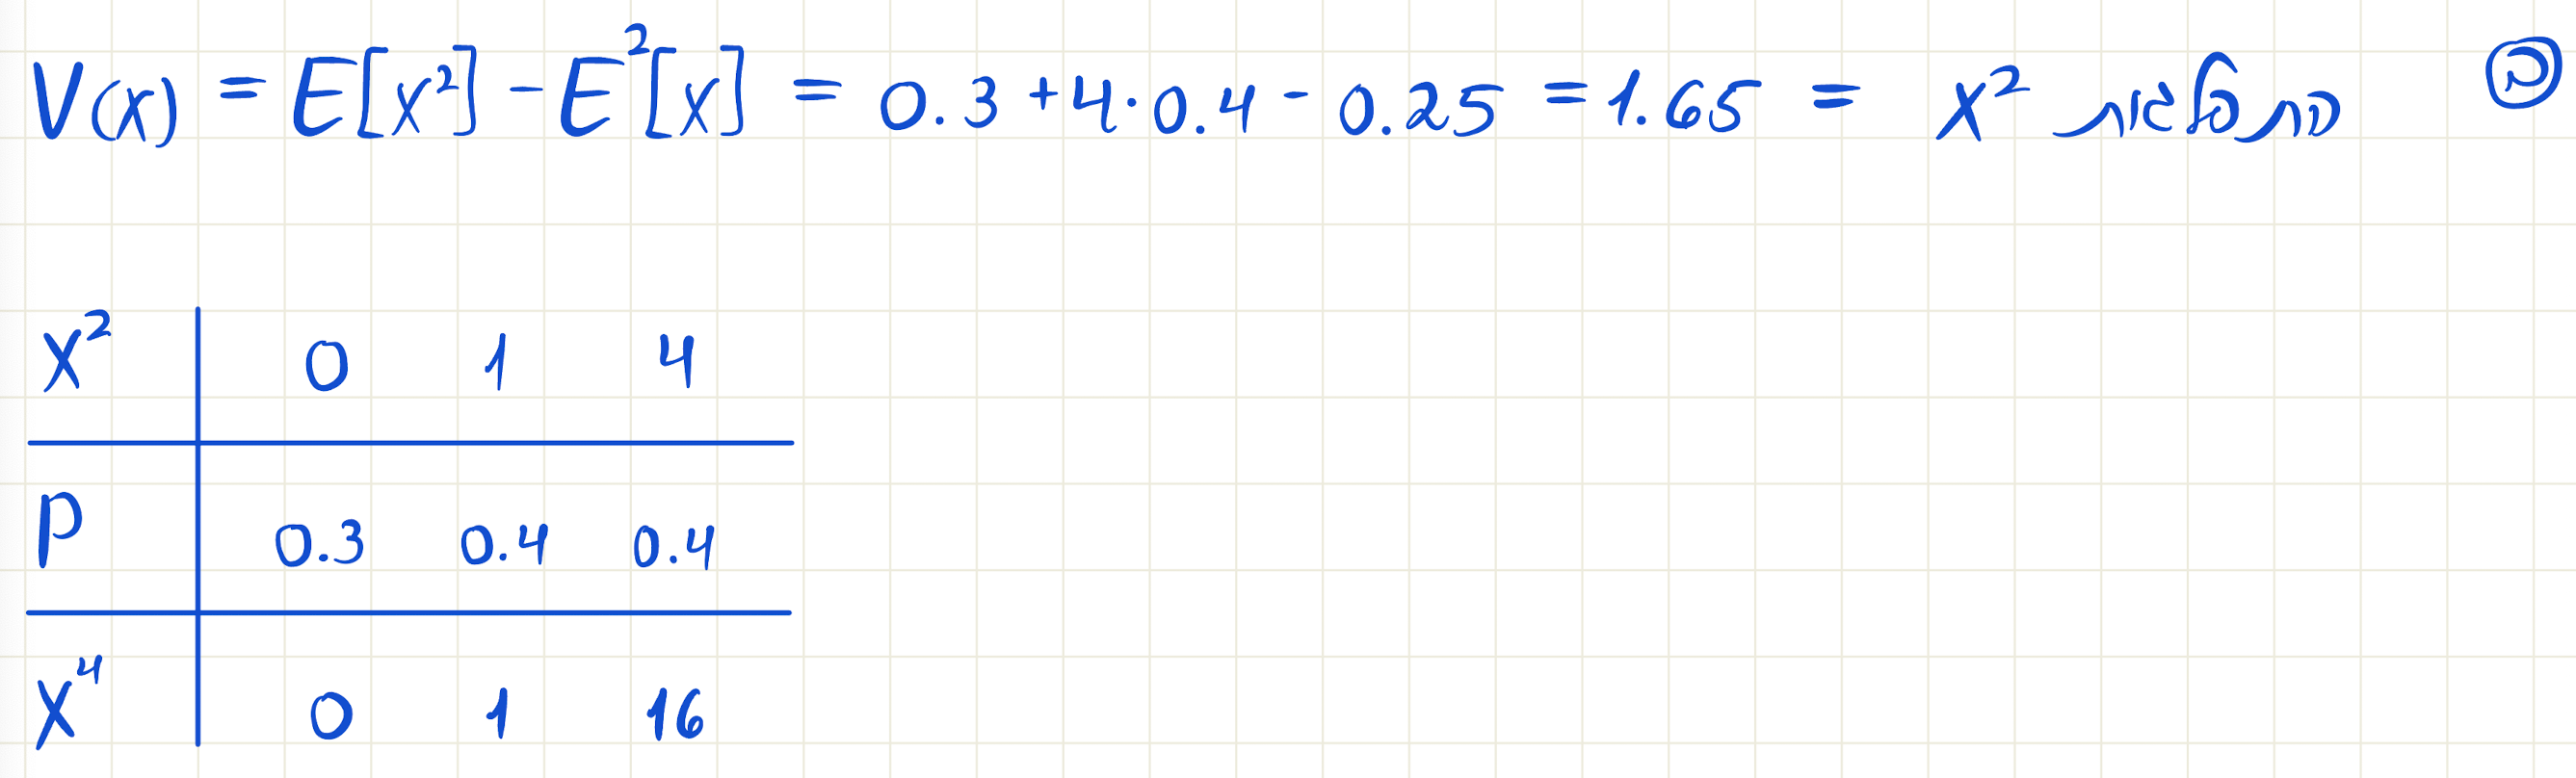 V(X) = E[X²] - E²[X] = 0.3 + 4·0.4 - 0.25 = 1.65 = X² התפלגות ב
X² 0 1 4
P 0.3 0.4 0.4
X⁴ 0 1 16